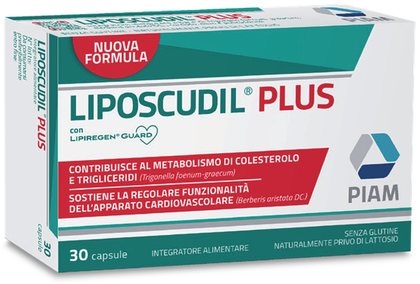 NUOVA
FORMULA
LIPOSCUDIL® PLUS
con
LIPIREGEN® GUARD
CONTRIBUISCE AL METABOLISMO DI COLESTEROLO
E TRIGLICERIDI (Trigonella foenum-graecum)
SOSTIENE LA REGOLARE FUNZIONALITÀ
DELL'APPARATO CARDIOVASCOLARE (Berberis aristata DC.)
PIAM
30 capsule
INTEGRATORE ALIMENTARE
SENZA GLUTINE
NATURALMENTE PRIVO DI LATTOSIO
LIPOSCUDIL® PLUS
30
capsule